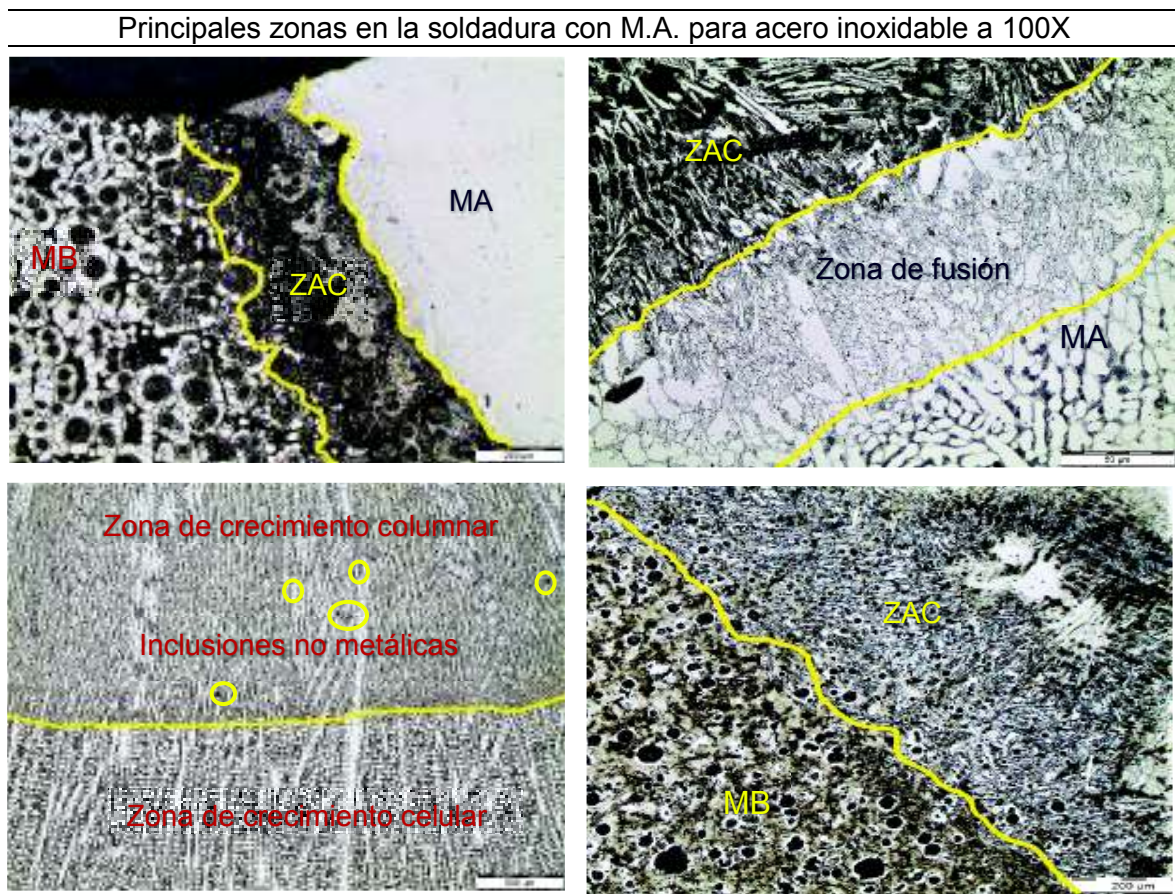 Principales zonas en la soldadura con M.A. para acero inoxidable a 100X
MB
ZAC
MA
ZAC
Zona de fusión
MA
50 µm
Zona de crecimiento columnar
Inclusiones no metálicas
Zona de crecimiento celular
ZAC
MB
200 µm